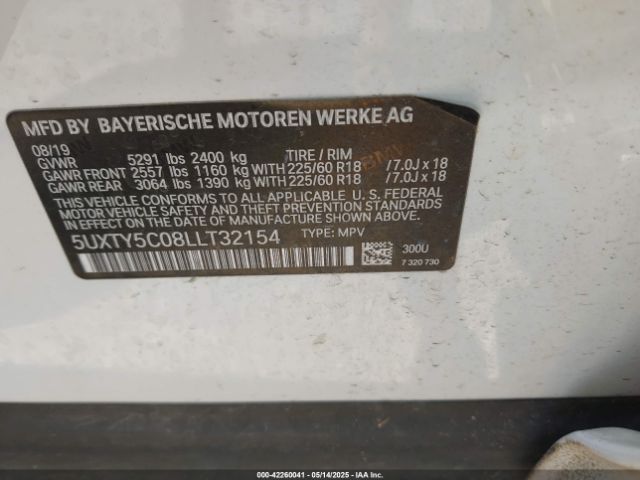 MFD BY BAYERISCHE MOTOREN WERKE AG
08/19
GVWR 5291 lbs 2400 kg TIRE / RIM
GAWR FRONT 2557 lbs 1160 kg WITH 225/60 R18 /7.0J x 18
GAWR REAR 3064 lbs 1390 kg WITH 225/60 R18 /7.0J x 18
THIS VEHICLE CONFORMS TO ALL APPLICABLE U. S. FEDERAL
MOTOR VEHICLE SAFETY, BUMPER, AND THEFT PREVENTION
STANDARDS IN EFFECT ON THE DATE OF MANUFACTURE SHOWN ABOVE.
5UXTY5C08LLT32154 TYPE: MPV
300U
7 320 730
000-42260041 - 05/14/2025 - IAAI.COM